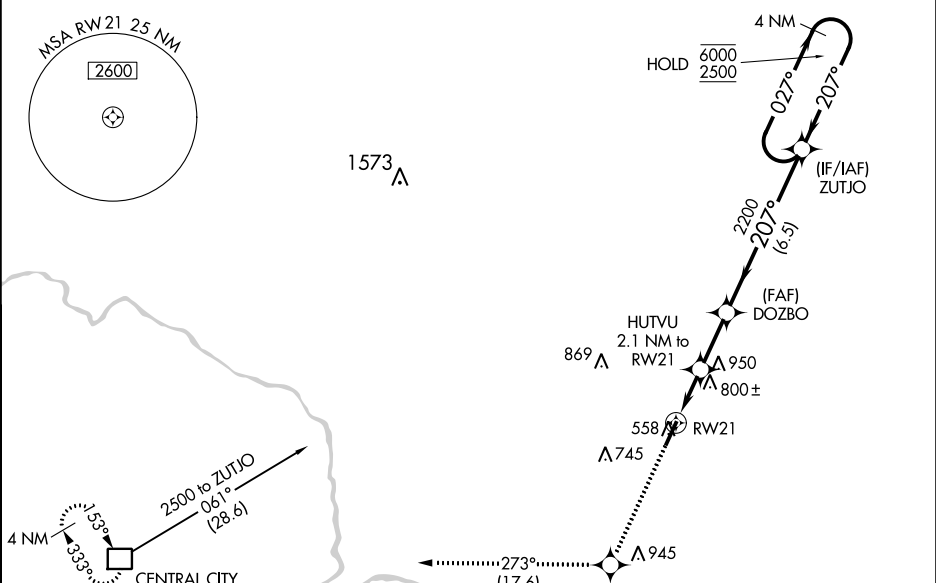 MSA RW21 25 NM
2600
4 NM
HOLD
6000
2500
027°
207°
(IF/IAF)
ZUTJO
1573
2200
207°
(6.5)
(FAF)
DOZBO
HUTVU
2.1 NM to
RW21
869
950
800±
558
RW21
745
2500 to ZUTJO
061°
(28.6)
153°
4 NM
333°
CENTRAL CITY
273°
(17.6)
945